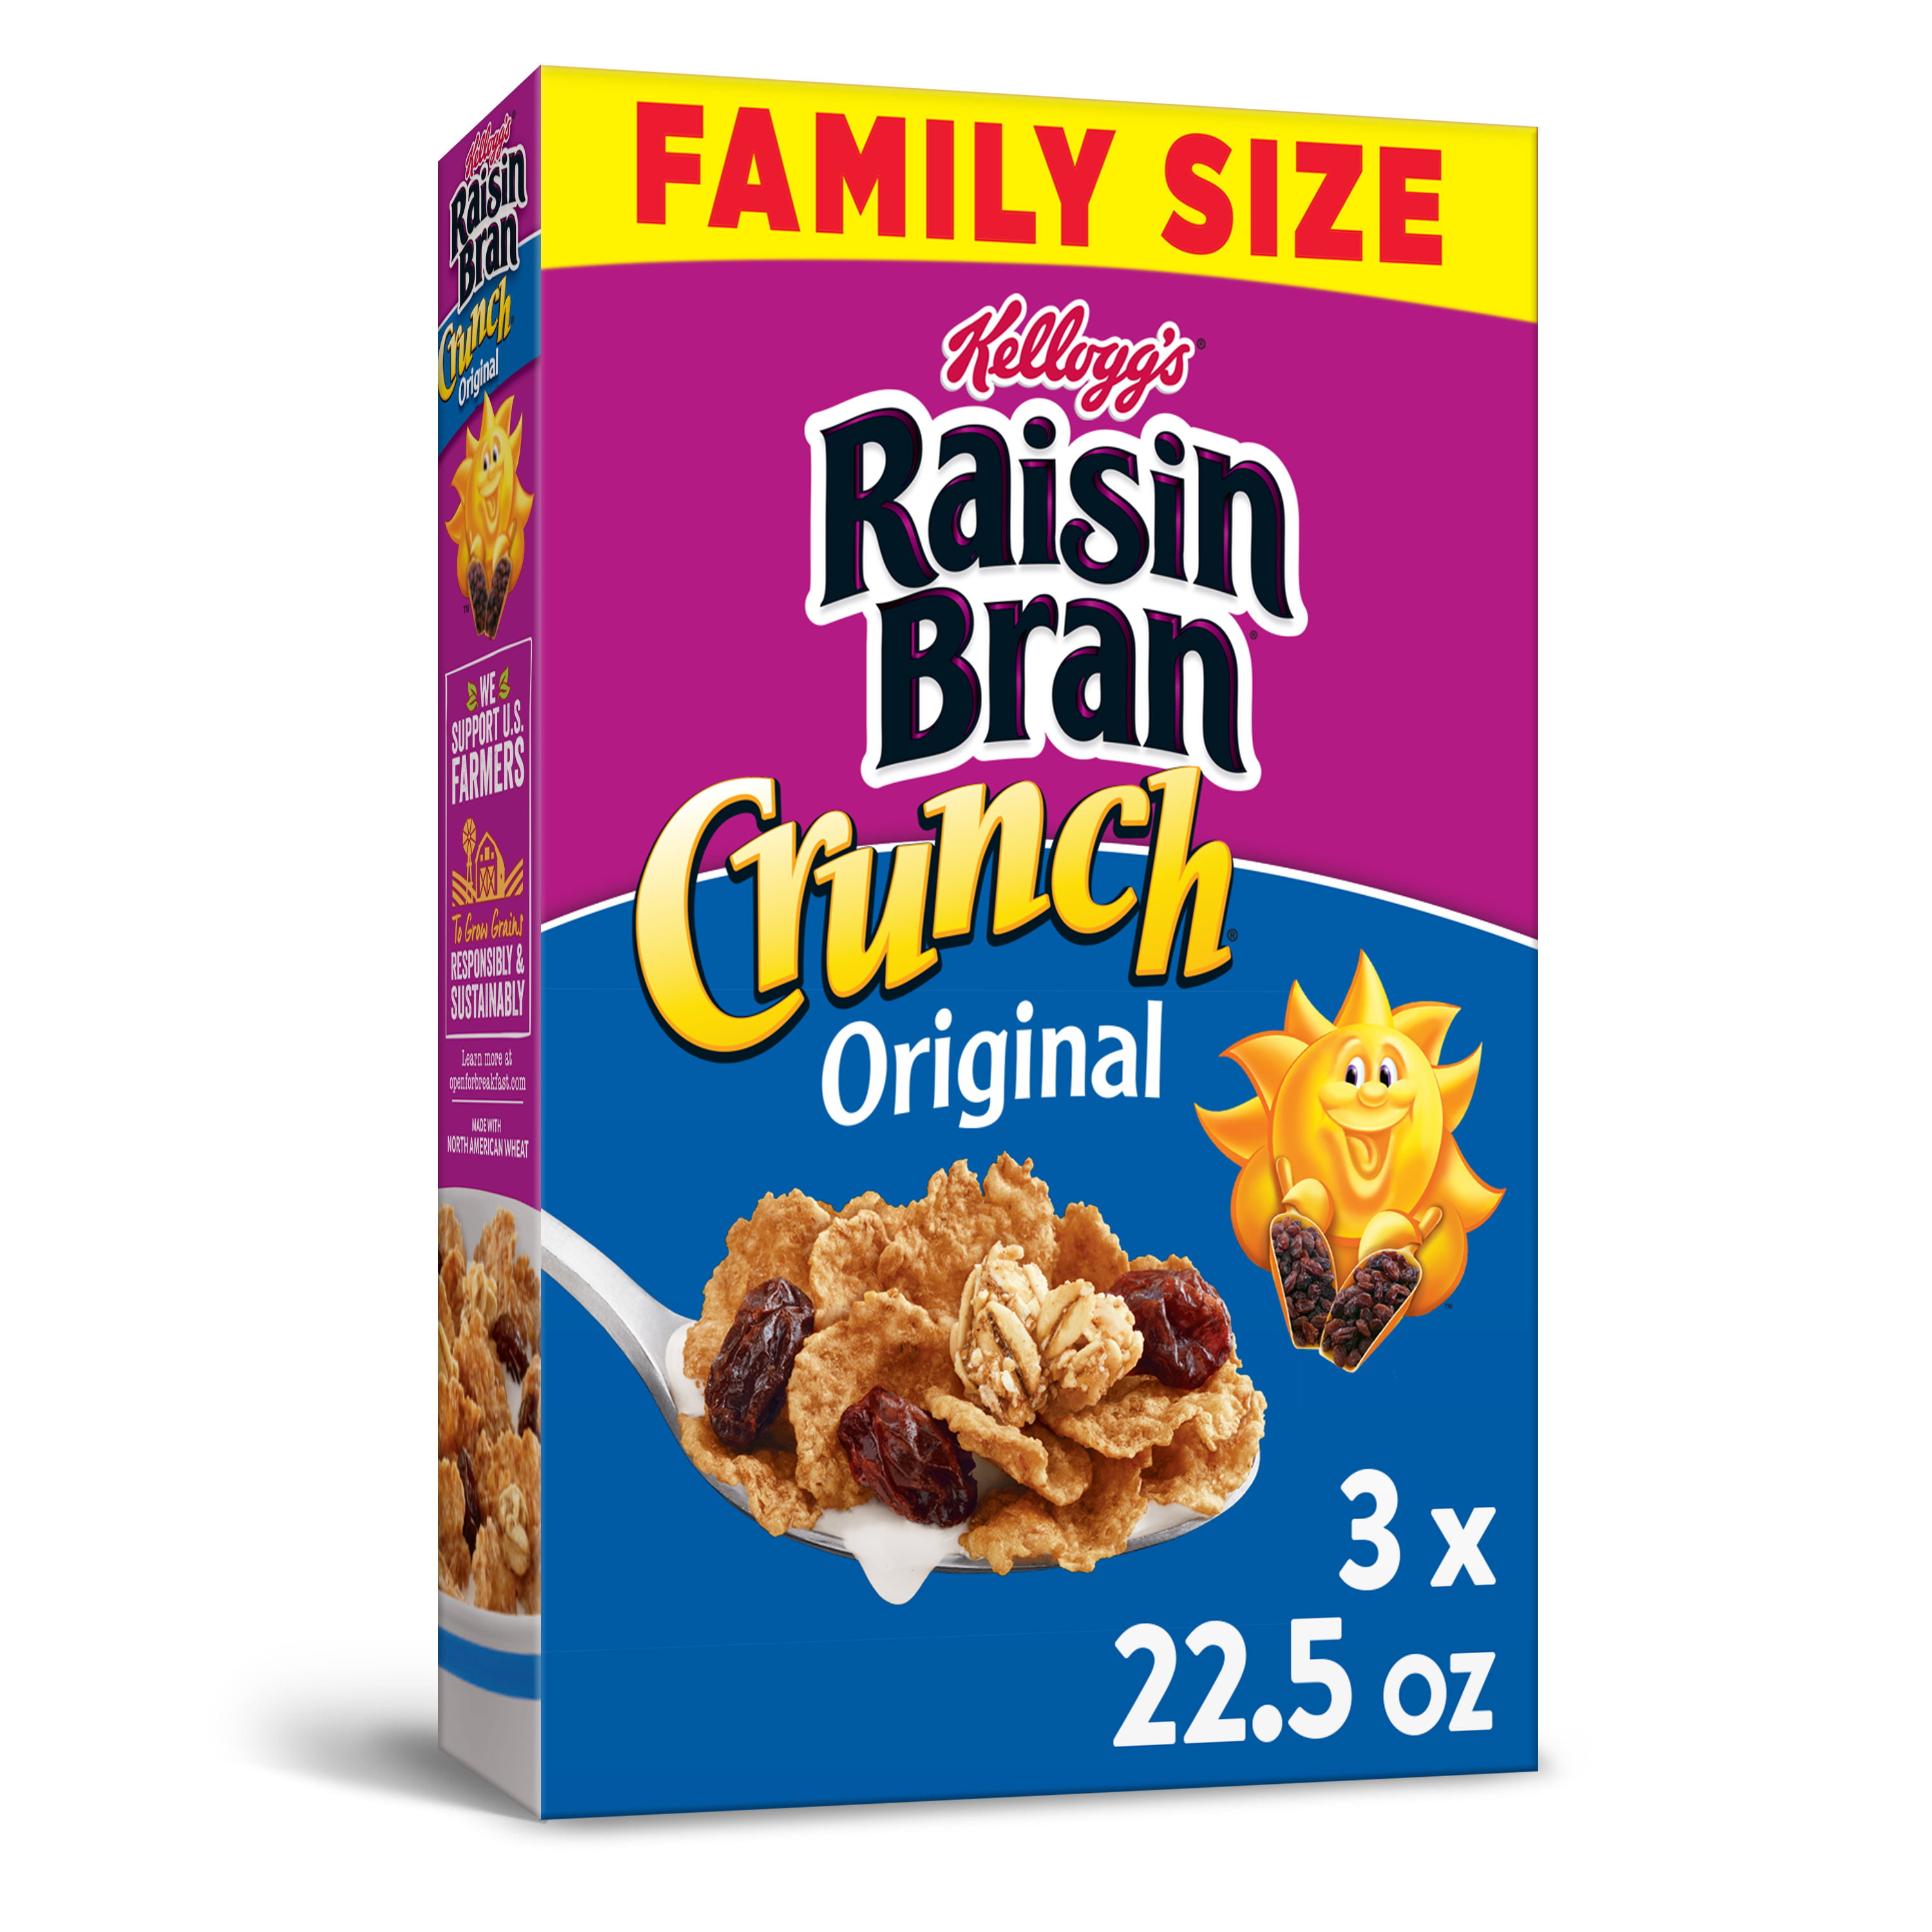 FAMILY SIZE
Kellogg's®
Raisin
Bran®
Crunch®
Original
3 x
22.5 oz
Kellogg's
Raisin
Bran
Crunch
Original
WE
SUPPORT U.S.
FARMERS
To Grow Grains
RESPONSIBLY &
SUSTAINABLY
Learn more at
openforbreakfast.com
MADE WITH
NORTH AMERICAN WHEAT